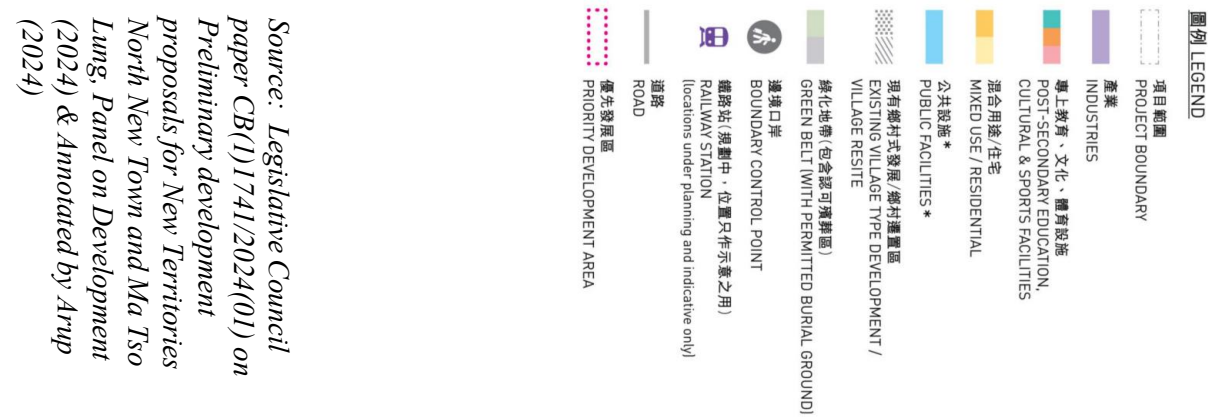 圖例 LEGEND
項目範圍
PROJECT BOUNDARY
產業
INDUSTRIES
專上教育、文化、體育設施
POST-SECONDARY EDUCATION,
CULTURAL & SPORTS FACILITIES
混合用途/住宅
MIXED USE / RESIDENTIAL
公共設施*
PUBLIC FACILITIES*
現有鄉村式發展/鄉村遷置區
EXISTING VILLAGE TYPE DEVELOPMENT /
VILLAGE RESITE
綠化地帶(包含認可殯葬區)
GREEN BELT (WITH PERMITTED BURIAL GROUND)
邊境口岸
BOUNDARY CONTROL POINT
鐵路站(規劃中，位置只作示意之用)
RAILWAY STATION
(locations under planning and indicative only)
道路
ROAD
優先發展區
PRIORITY DEVELOPMENT AREA
Source: Legislative Council
paper CB(1)1741/2024(01) on
Preliminary development
proposals for New Territories
North New Town and Ma Tso
Lung, Panel on Development
(2024) & Annotated by Arup
(2024)